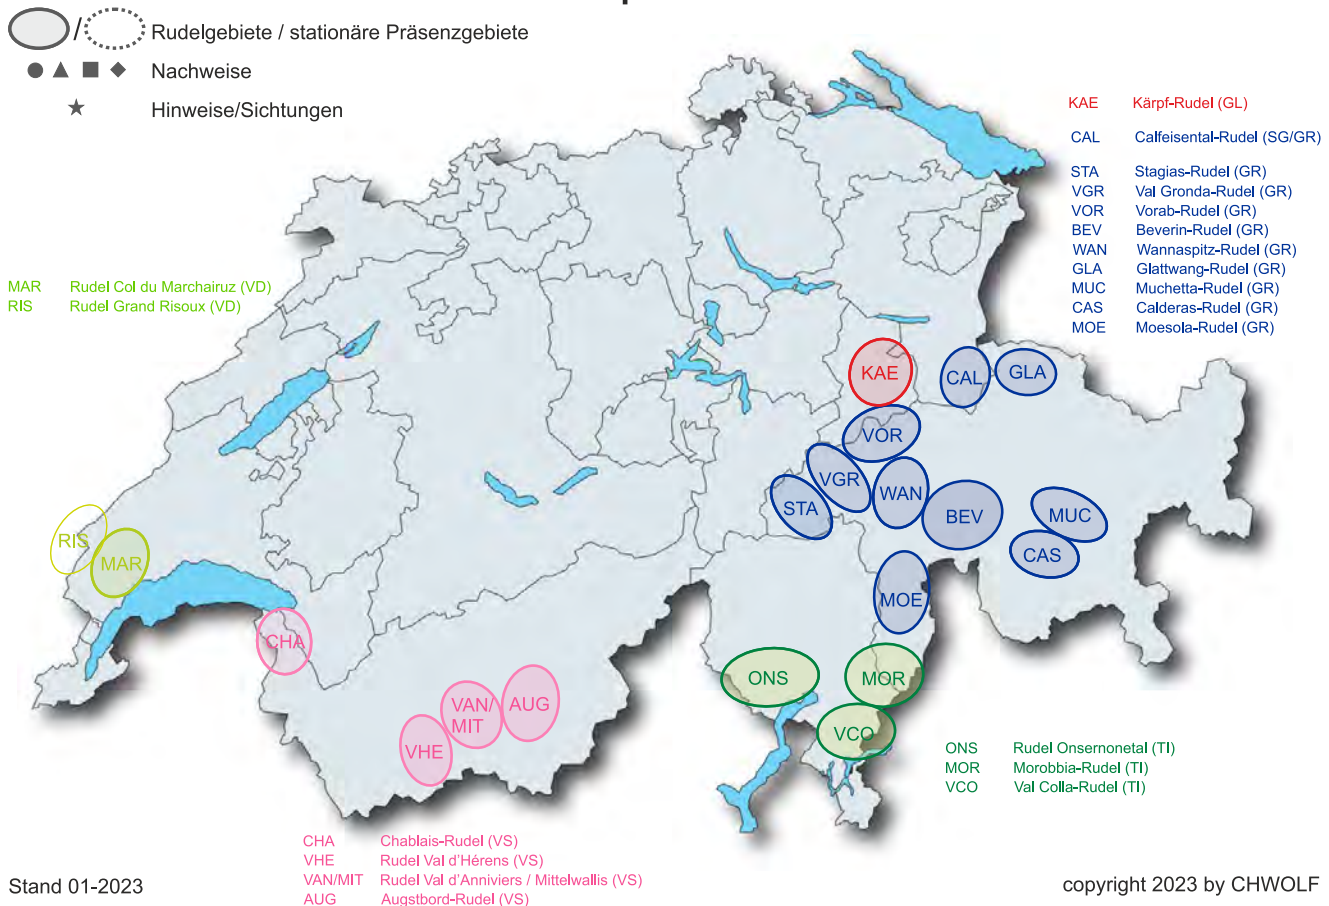 / Rudelgebiete / stationäre Präsenzgebiete
Nachweise
Hinweise/Sichtungen
KAE Kärpf-Rudel (GL)
CAL Calfeisental-Rudel (SG/GR)
STA Stagias-Rudel (GR)
VGR Val Gronda-Rudel (GR)
VOR Vorab-Rudel (GR)
BEV Beverin-Rudel (GR)
WAN Wannaspitz-Rudel (GR)
GLA Glattwang-Rudel (GR)
MUC Muchetta-Rudel (GR)
CAS Calderas-Rudel (GR)
MOE Moesola-Rudel (GR)
MAR Rudel Col du Marchairuz (VD)
RIS Rudel Grand Risoux (VD)
KAE
CAL
GLA
VOR
VGR
WAN
STA
BEV
MUC
CAS
RIS
MAR
MOE
CHA
ONS
MOR
VAN/
MIT
AUG
VCO
VHE
ONS Rudel Onsernonetal (TI)
MOR Morobbia-Rudel (TI)
VCO Val Colla-Rudel (TI)
CHA Chablais-Rudel (VS)
VHE Rudel Val d'Hérens (VS)
VAN/MIT Rudel Val d'Anniviers / Mittelwallis (VS)
AUG Augstbord-Rudel (VS)
Stand 01-2023
copyright 2023 by CHWOLF